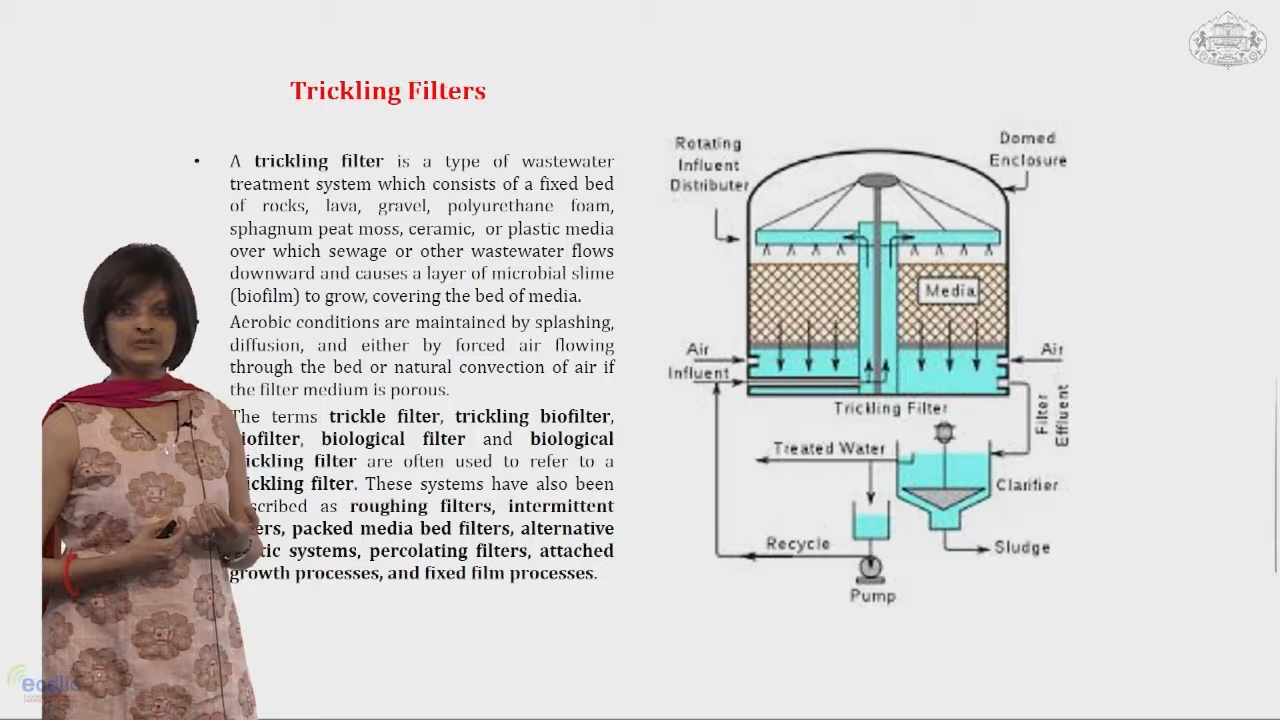 Trickling Filters
• A trickling filter is a type of wastewater
treatment system which consists of a fixed bed
of rocks, lava, gravel, polyurethane foam,
sphagnum peat moss, ceramic, or plastic media
over which sewage or other wastewater flows
downward and causes a layer of microbial slime
(biofilm) to grow, covering the bed of media.
Aerobic conditions are maintained by splashing,
diffusion, and either by forced air flowing
through the bed or natural convection of air if
the filter medium is porous.
The terms trickle filter, trickling biofilter,
biofilter, biological filter and biological
ickling filter are often used to refer to a
ickling filter. These systems have also been
scribed as roughing filters, intermittent
ers, packed media bed filters, alternative
tic systems, percolating filters, attached
growth processes, and fixed film processes.
Rotating
Influent
Distributer
Domed
Enclosure
Media
Air
Air
Influent
Trickling Filter
Filter
Effluent
Treated Water
Clarifier
Recycle
Sludge
Pump